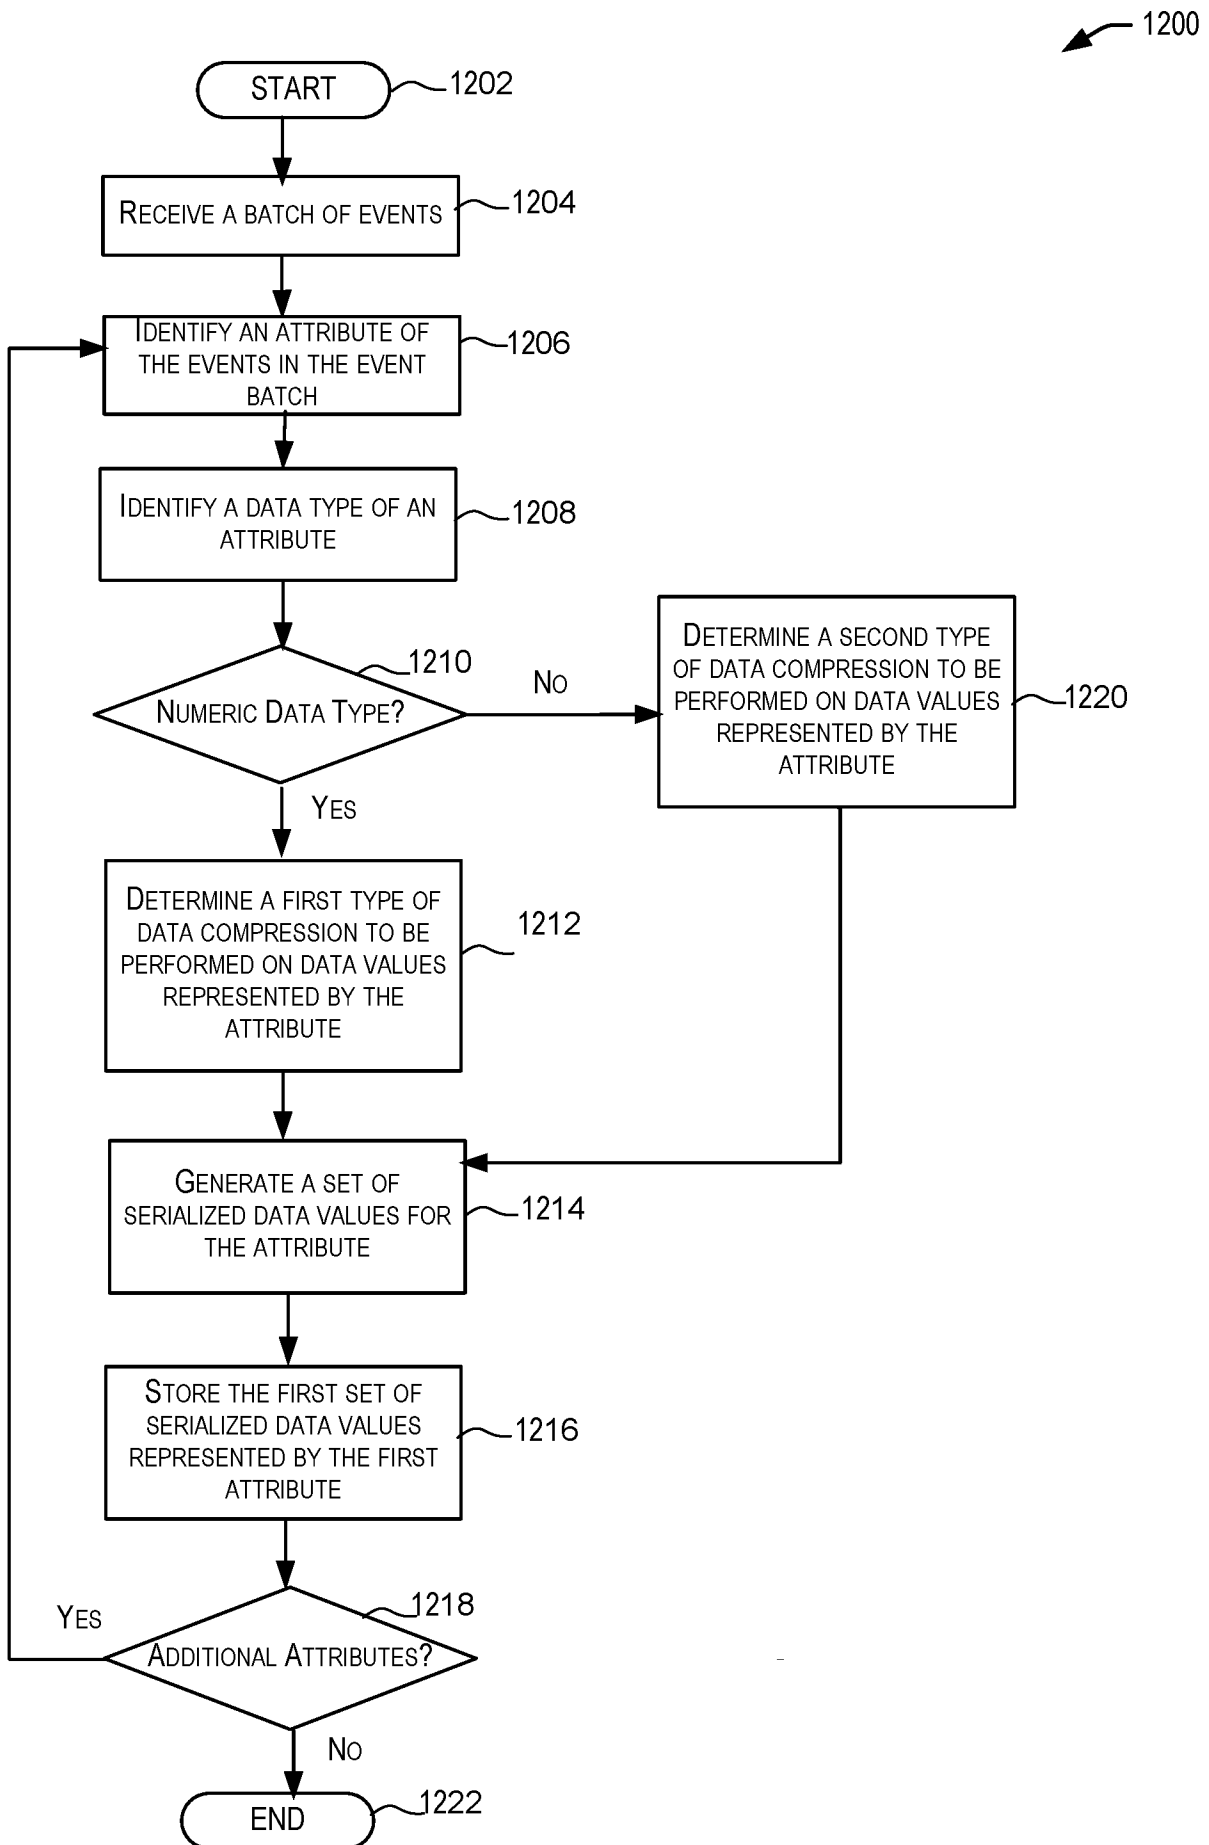 1200
START
1202
RECEIVE A BATCH OF EVENTS
1204
IDENTIFY AN ATTRIBUTE OF
THE EVENTS IN THE EVENT
BATCH
1206
IDENTIFY A DATA TYPE OF AN
ATTRIBUTE
1208
NUMERIC DATA TYPE?
1210
NO
DETERMINE A SECOND TYPE
OF DATA COMPRESSION TO BE
PERFORMED ON DATA VALUES
REPRESENTED BY THE
ATTRIBUTE
1220
YES
DETERMINE A FIRST TYPE OF
DATA COMPRESSION TO BE
PERFORMED ON DATA VALUES
REPRESENTED BY THE
ATTRIBUTE
1212
GENERATE A SET OF
SERIALIZED DATA VALUES FOR
THE ATTRIBUTE
1214
STORE THE FIRST SET OF
SERIALIZED DATA VALUES
REPRESENTED BY THE FIRST
ATTRIBUTE
1216
YES
ADDITIONAL ATTRIBUTES?
1218
NO
END
1222